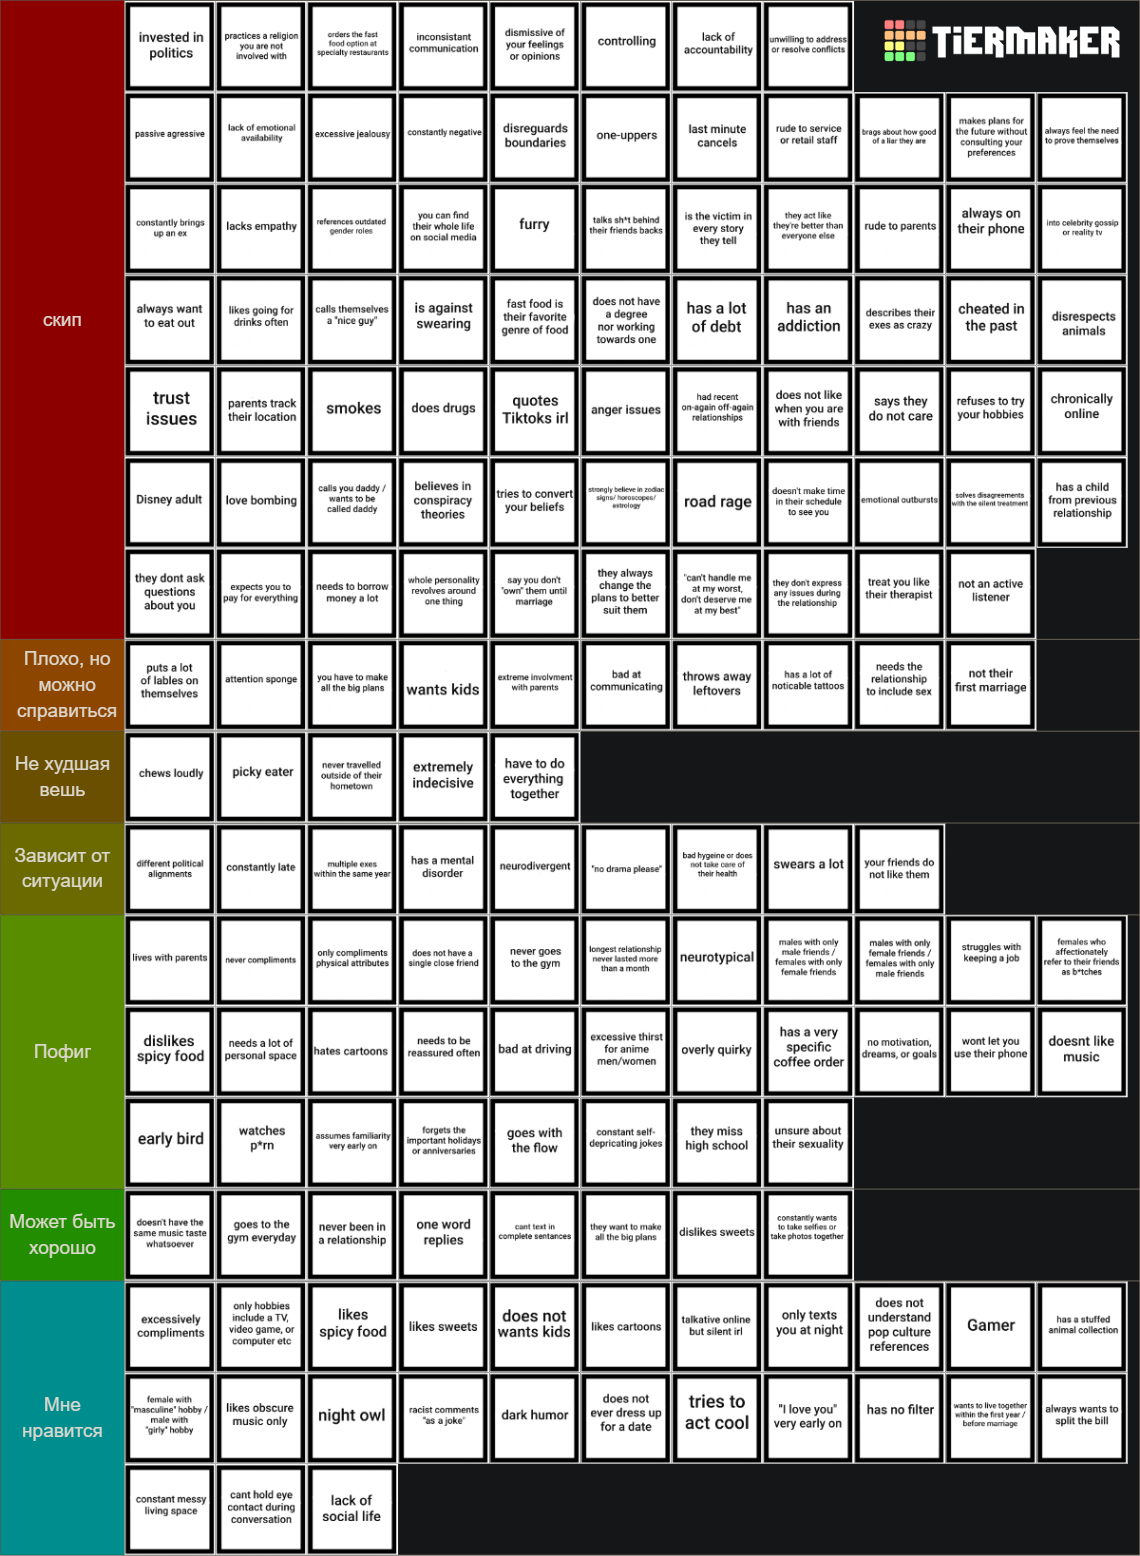 invested in
politics
practices a religion
you are not
involved with
orders the fast
food option at
specialty restaurants
inconsistant
communication
dismissive of
your feelings
or opinions
controlling
lack of
accountability
unwilling to address
or resolve conflicts
TiERMAKER
скип
passive agressive
lack of emotional
availability
excessive jealousy
constantly negative
disreguards
boundaries
one-uppers
last minute
cancels
rude to service
or retail staff
brags about how good
of a liar they are
makes plans for
the future without
consulting your
preferences
always feel the need
to prove themselves
constantly brings
up an ex
lacks empathy
references outdated
gender roles
you can find
their whole life
on social media
furry
talks sh*t behind
their friends backs
is the victim in
every story
they tell
they act like
they're better than
everyone else
rude to parents
always on
their phone
into celebrity gossip
or reality tv
always want
to eat out
likes going for
drinks often
calls themselves
a "nice guy"
is against
swearing
fast food is
their favorite
genre of food
does not have
a degree
nor working
towards one
has a lot
of debt
has an
addiction
describes their
exes as crazy
cheated in
the past
disrespects
animals
trust
issues
parents track
their location
smokes
does drugs
quotes
Tiktoks irl
anger issues
had recent
on-again off-again
relationships
does not like
when you are
with friends
says they
do not care
refuses to try
your hobbies
chronically
online
Disney adult
love bombing
calls you daddy /
wants to be
called daddy
believes in
conspiracy
theories
tries to convert
your beliefs
strongly believe in zodiac
signs/ horoscopes/
astrology
road rage
doesn't make time
in their schedule
to see you
emotional outbursts
solves disagreements
with the silent treatment
has a child
from previous
relationship
they dont ask
questions
about you
expects you to
pay for everything
needs to borrow
money a lot
whole personality
revolves around
one thing
say you don't
"own" them until
marriage
they always
change the
plans to better
suit them
"can't handle me
at my worst,
don't deserve me
at my best"
they don't express
any issues during
the relationship
treat you like
their therapist
not an active
listener
Плохо, но
можно
справиться
puts a lot
of lables on
themselves
attention sponge
you have to make
all the big plans
wants kids
extreme involvment
with parents
bad at
communicating
throws away
leftovers
has a lot of
noticable tattoos
needs the
relationship
to include sex
not their
first marriage
Не худшая
вешь
chews loudly
picky eater
never travelled
outside of their
hometown
extremely
indecisive
have to do
everything
together
Зависит от
ситуации
different political
alignments
constantly late
multiple exes
within the same year
has a mental
disorder
neurodivergent
"no drama please"
bad hygeine or does
not take care of
their health
swears a lot
your friends do
not like them
Пофиг
lives with parents
never compliments
only compliments
physical attributes
does not have a
single close friend
never goes
to the gym
longest relationship
never lasted more
than a month
neurotypical
males with only
male friends /
females with only
female friends
males with only
female friends /
females with only
male friends
struggles with
keeping a job
females who
affectionately
refer to their friends
as b*tches
dislikes
spicy food
needs a lot of
personal space
hates cartoons
needs to be
reassured often
bad at driving
excessive thirst
for anime
men/women
overly quirky
has a very
specific
coffee order
no motivation,
dreams, or goals
wont let you
use their phone
doesnt like
music
early bird
watches
p*rn
assumes familiarity
very early on
forgets the
important holidays
or anniversaries
goes with
the flow
constant self-
depricating jokes
they miss
high school
unsure about
their sexuality
Может быть
хорошо
doesn't have the
same music taste
whatsoever
goes to the
gym everyday
never been in
a relationship
one word
replies
cant text in
complete sentances
they want to make
all the big plans
dislikes sweets
constantly wants
to take selfies or
take photos together
Мне
нравится
excessively
compliments
only hobbies
include a TV,
video game, or
computer etc
likes
spicy food
likes sweets
does not
wants kids
likes cartoons
talkative online
but silent irl
only texts
you at night
does not
understand
pop culture
references
Gamer
has a stuffed
animal collection
female with
"masculine" hobby /
male with
"girly" hobby
likes obscure
music only
night owl
racist comments
"as a joke"
dark humor
does not
ever dress up
for a date
tries to
act cool
"I love you"
very early on
has no filter
wants to live together
within the first year /
before marriage
always wants to
split the bill
constant messy
living space
cant hold eye
contact during
conversation
lack of
social life